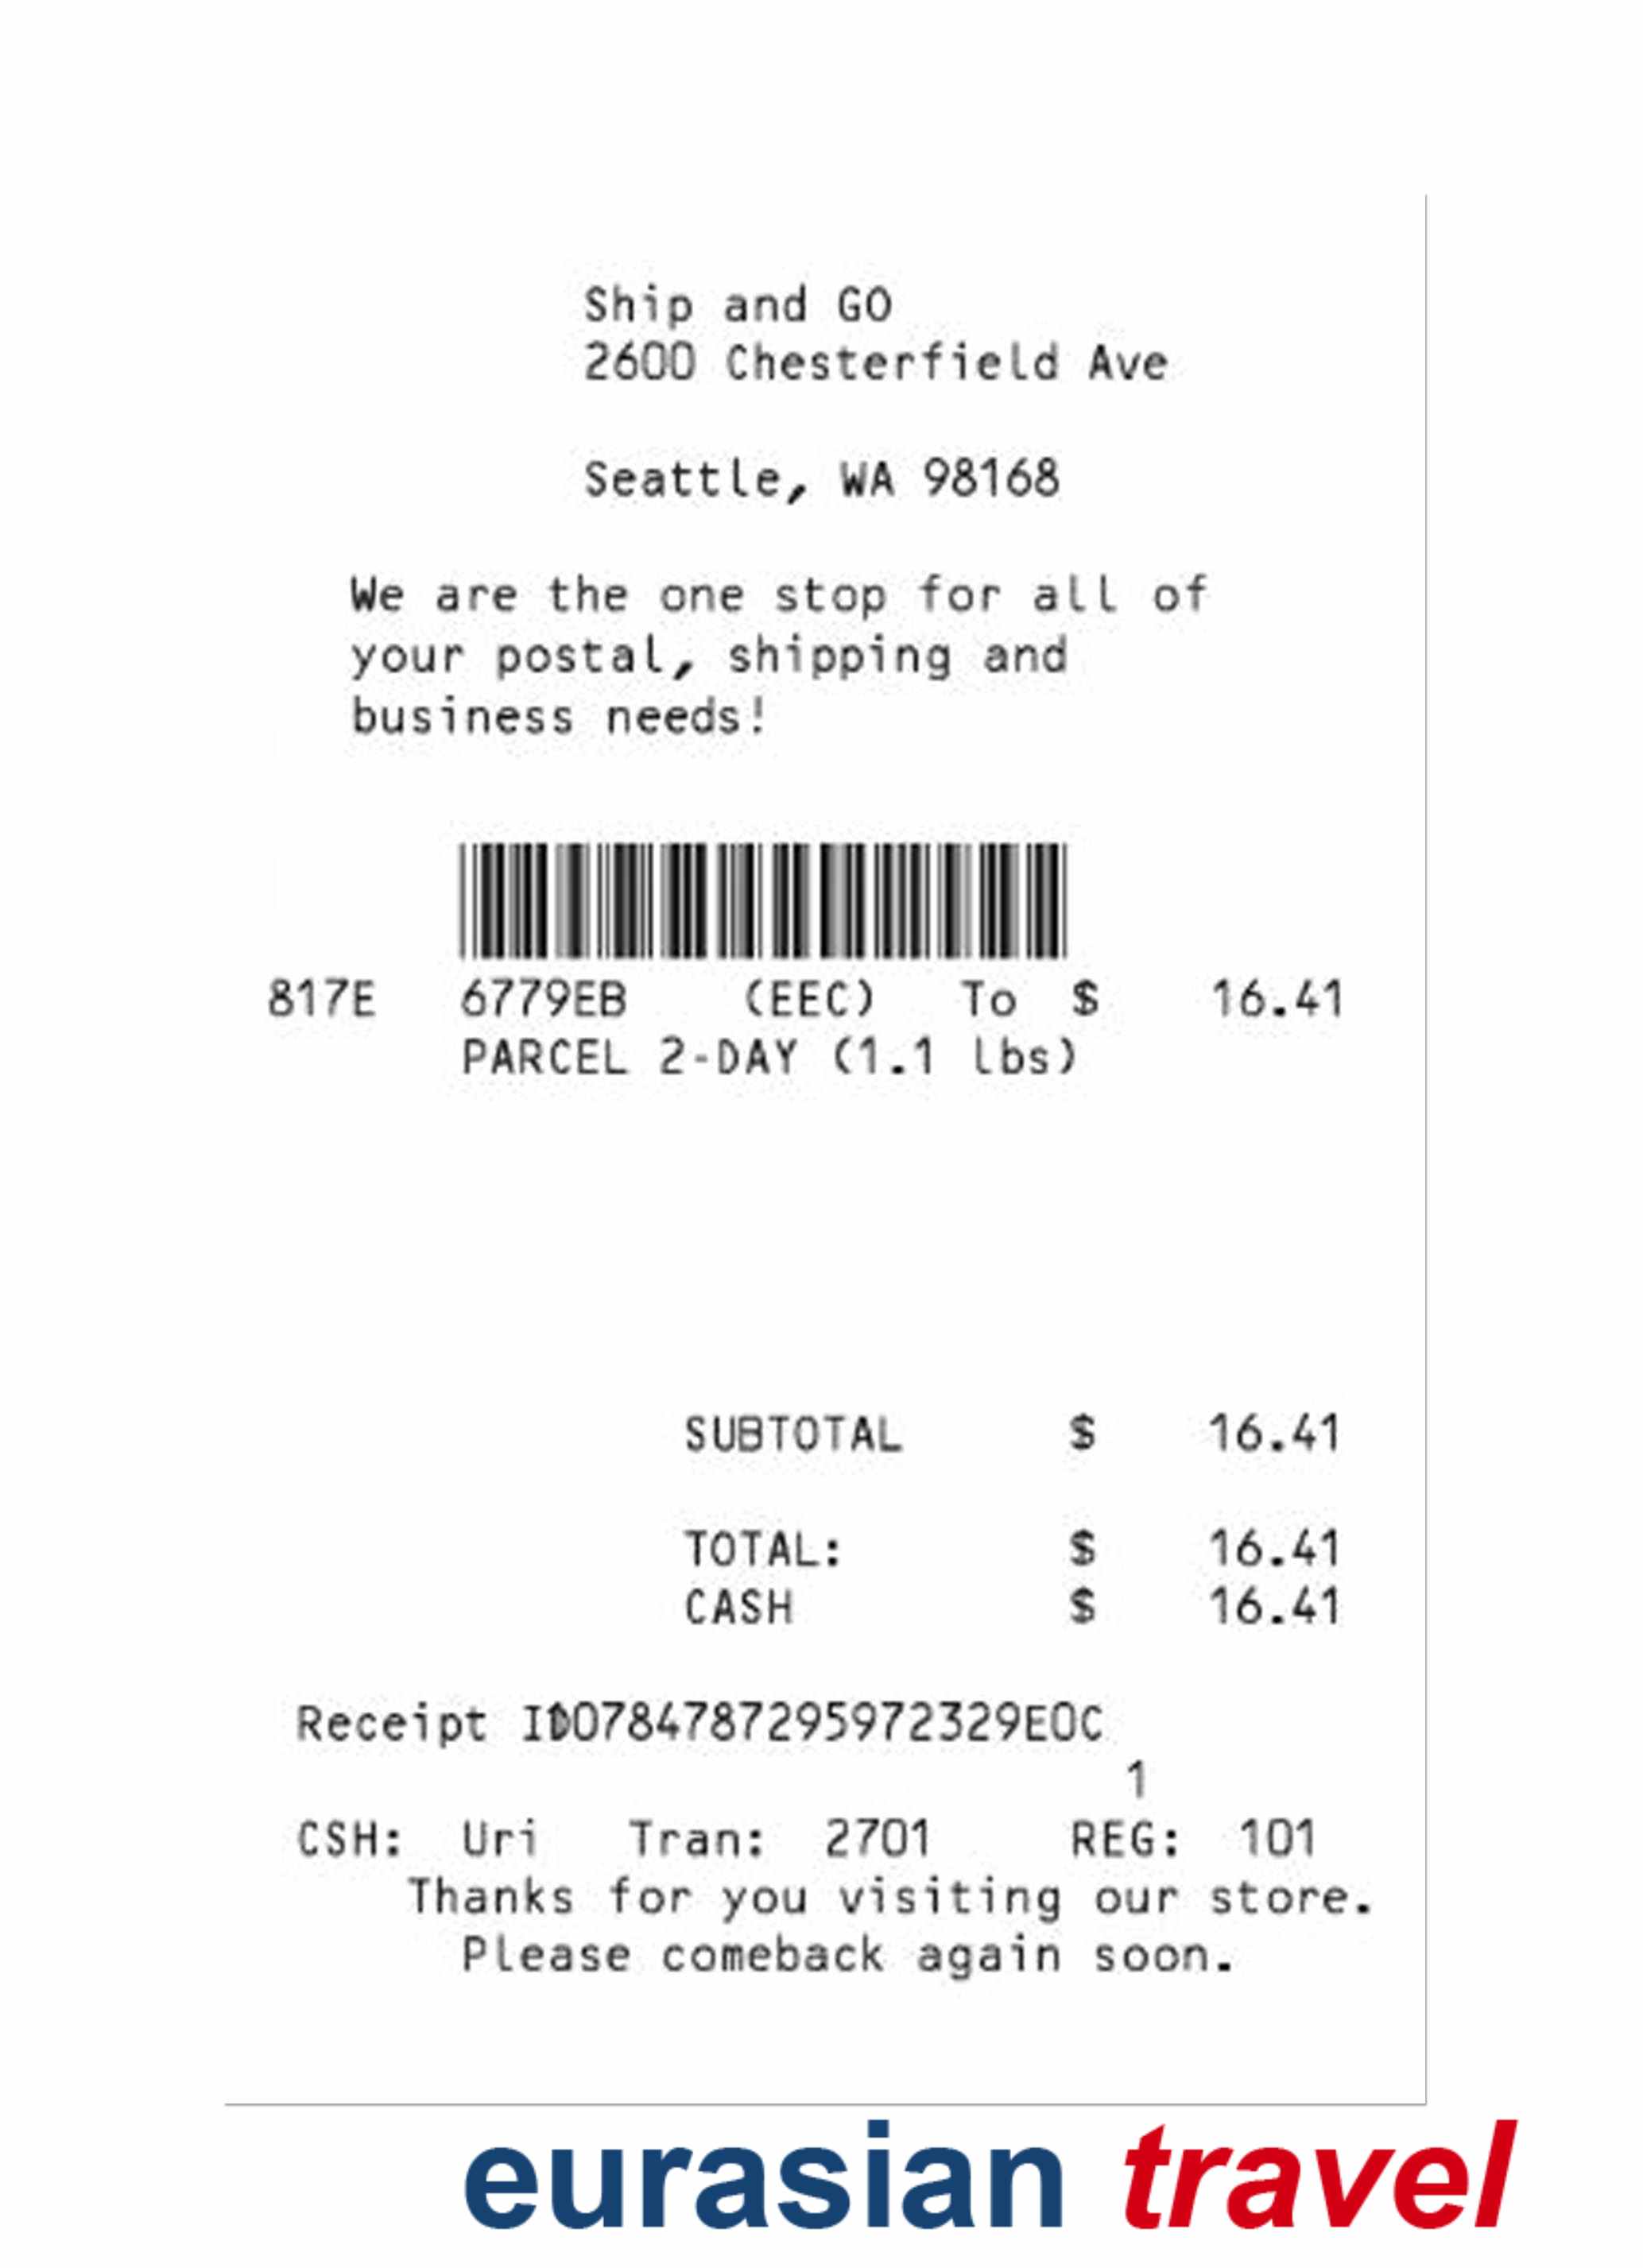 Ship and GO
2600 Chesterfield Ave
Seattle, WA 98168
We are the one stop for all of
your postal, shipping and
business needs!
817E 6779EB (EEC) To $ 16.41
PARCEL 2-DAY (1.1 lbs)
SUBTOTAL $ 16.41
TOTAL: $ 16.41
CASH $ 16.41
Receipt ID0784787295972329E0C
1
CSH: Uri Tran: 2701 REG: 101
Thanks for you visiting our store.
Please comeback again soon.
eurasian travel